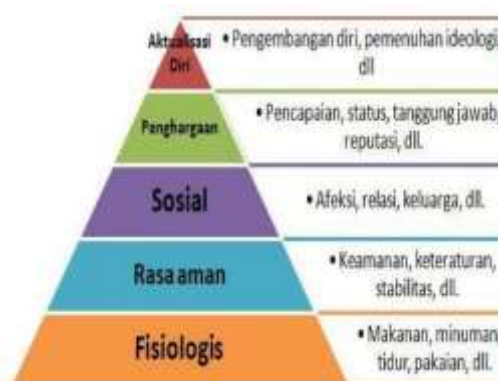 Aktualisasi
Diri
• Pengembangan diri, pemenuhan ideologi,
dll
Penghargaan
• Pencapaian, status, tanggung jawab,
reputasi, dll.
Sosial
• Afeksi, relasi, keluarga, dll.
Rasa aman
• Keamanan, keteraturan,
stabilitas, dll.
Fisiologis
• Makanan, minuman,
tidur, pakaian, dll.